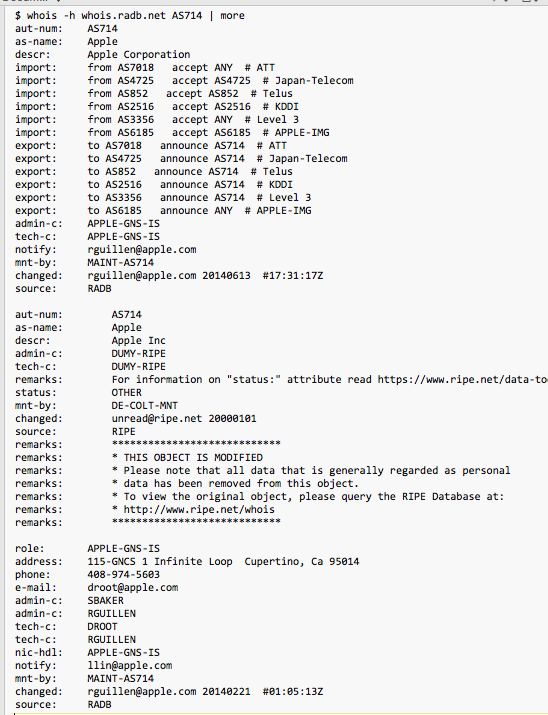 $ whois -h whois.radb.net AS714 | more
aut-num: AS714
as-name: Apple
descr: Apple Corporation
import: from AS7018 accept ANY # ATT
import: from AS4725 accept AS4725 # Japan-Telecom
import: from AS852 accept AS852 # Telus
import: from AS2516 accept AS2516 # KDDI
import: from AS3356 accept ANY # Level 3
import: from AS6185 accept AS6185 # APPLE-IMG
export: to AS7018 announce AS714 # ATT
export: to AS4725 announce AS714 # Japan-Telecom
export: to AS852 announce AS714 # Telus
export: to AS2516 announce AS714 # KDDI
export: to AS3356 announce AS714 # Level 3
export: to AS6185 announce ANY # APPLE-IMG
admin-c: APPLE-GNS-IS
tech-c: APPLE-GNS-IS
notify: rguillen@apple.com
mnt-by: MAINT-AS714
changed: rguillen@apple.com 20140613 #17:31:17Z
source: RADB
aut-num: AS714
as-name: Apple
descr: Apple Inc
admin-c: DUMY-RIPE
tech-c: DUMY-RIPE
remarks: For information on "status:" attribute read https://www.ripe.net/data-to
status: OTHER
mnt-by: DE-COLT-MNT
changed: unread@ripe.net 20000101
source: RIPE
remarks: ****************************
remarks: * THIS OBJECT IS MODIFIED
remarks: * Please note that all data that is generally regarded as personal
remarks: * data has been removed from this object.
remarks: * To view the original object, please query the RIPE Database at:
remarks: * http://www.ripe.net/whois
remarks: ****************************
role: APPLE-GNS-IS
address: 115-GNCS 1 Infinite Loop Cupertino, Ca 95014
phone: 408-974-5603
e-mail: droot@apple.com
admin-c: SBAKER
admin-c: RGUILLEN
tech-c: DROOT
tech-c: RGUILLEN
nic-hdl: APPLE-GNS-IS
notify: llin@apple.com
mnt-by: MAINT-AS714
changed: rguillen@apple.com 20140221 #01:05:13Z
source: RADB